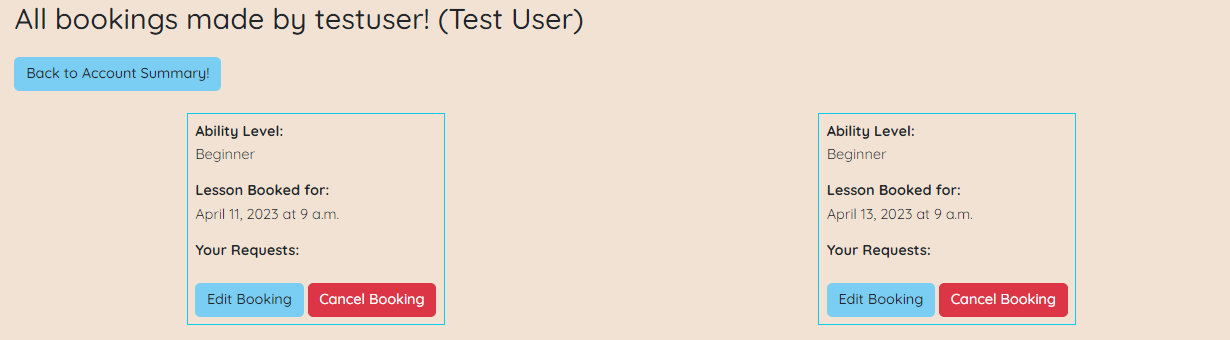 All bookings made by testuser! (Test User)
Back to Account Summary!
Ability Level:
Beginner
Lesson Booked for:
April 11, 2023 at 9 a.m.
Your Requests:
Edit Booking Cancel Booking
Ability Level:
Beginner
Lesson Booked for:
April 13, 2023 at 9 a.m.
Your Requests:
Edit Booking Cancel Booking